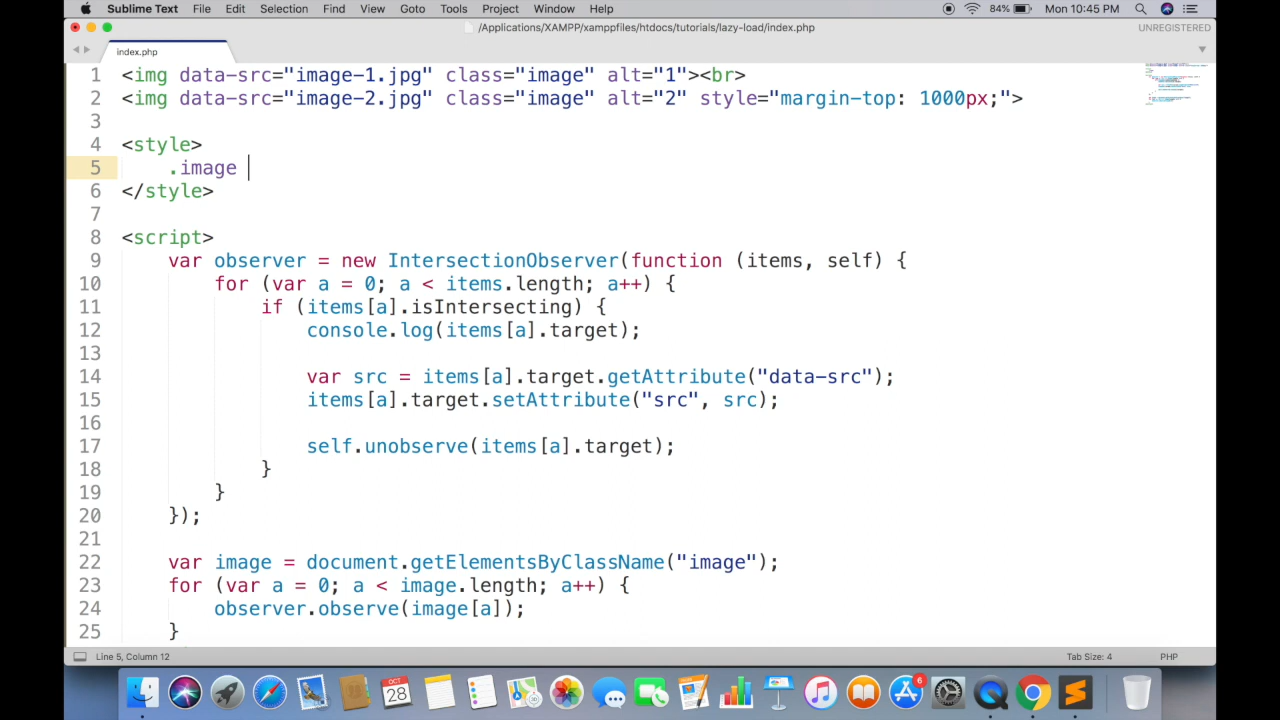 Sublime Text File Edit Selection Find View Goto Tools Project Window Help 84% Mon 10:45 PM
/Applications/XAMPP/xamppfiles/htdocs/tutorials/lazy-load/index.php UNREGISTERED
index.php
1 <img data-src="image-1.jpg" class="image" alt="1"><br>
2 <img data-src="image-2.jpg" class="image" alt="2" style="margin-top: 1000px;">
3
4 <style>
5 .image
6 </style>
7
8 <script>
9 var observer = new IntersectionObserver(function (items, self) {
10 for (var a = 0; a < items.length; a++) {
11 if (items[a].isIntersecting) {
12 console.log(items[a].target);
13
14 var src = items[a].target.getAttribute("data-src");
15 items[a].target.setAttribute("src", src);
16
17 self.unobserve(items[a].target);
18 }
19 }
20 });
21
22 var image = document.getElementsByClassName("image");
23 for (var a = 0; a < image.length; a++) {
24 observer.observe(image[a]);
25 }
Line 5, Column 12 Tab Size: 4 PHP
OCT
28
6